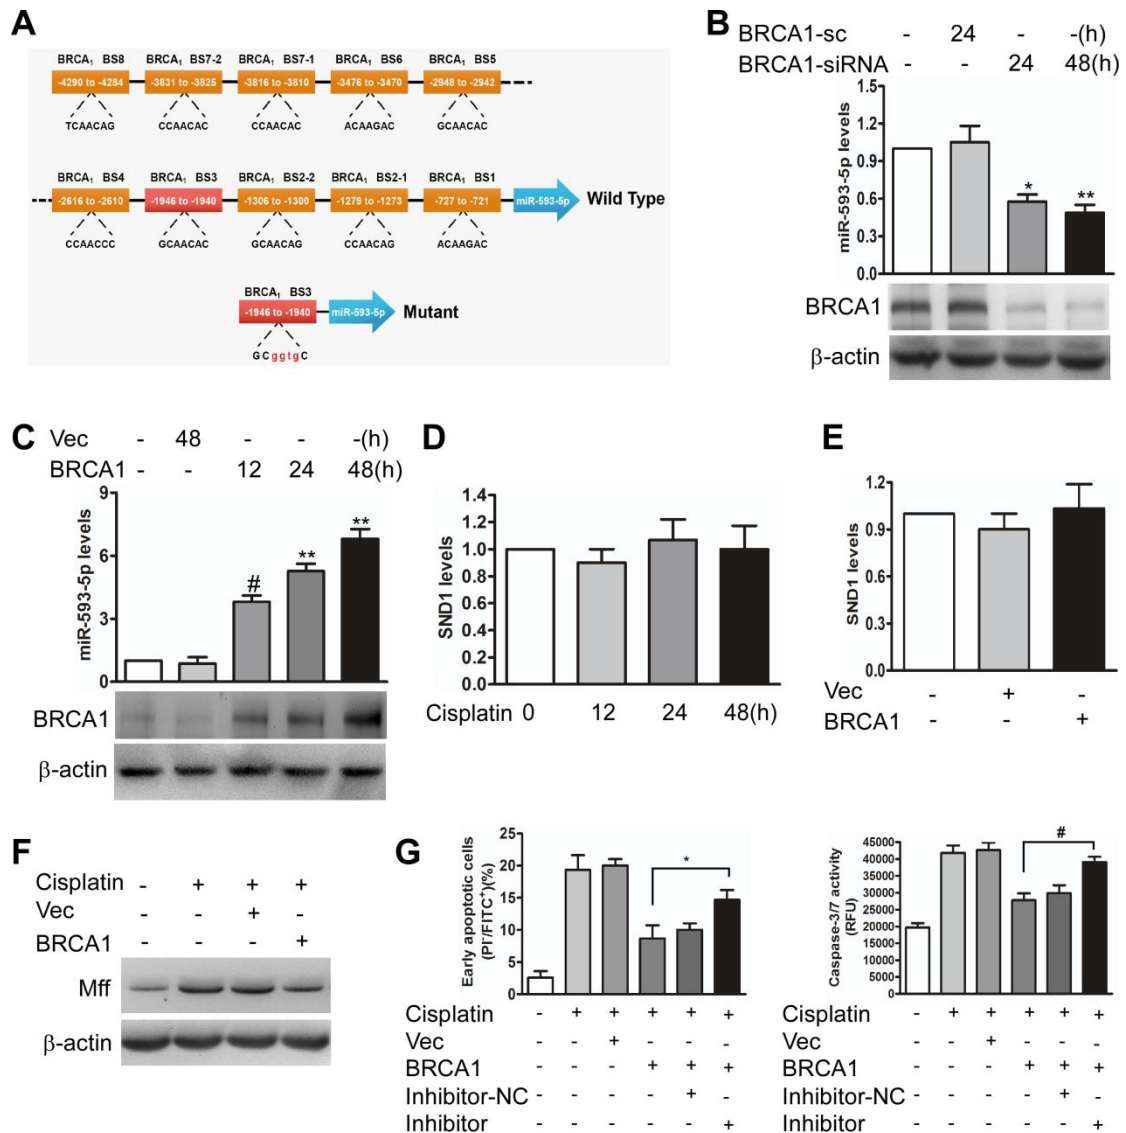 A
BRCA1 BS8 BRCA1 BS7-2 BRCA1 BS7-1 BRCA1 BS6 BRCA1 BS5
-4290 to -4284 -3831 to -3825 -3816 to -3810 -3476 to -3470 -2948 to -2942
TCAACAG CCAACAC CCAACAC ACAAGAC GCAACAC
BRCA1 BS4 BRCA1 BS3 BRCA1 BS2-2 BRCA1 BS2-1 BRCA1 BS1
-2616 to -2610 -1946 to -1940 -1306 to -1300 -1279 to -1273 -727 to -721 miR-593-5p Wild Type
CCAACCC GCAACAC GCAACAG CCAACAG ACAAGAC
BRCA1 BS3
-1946 to -1940 miR-593-5p Mutant
GCggtgC
B
BRCA1-sc - 24 - -(h)
BRCA1-siRNA - - 24 48(h)
miR-593-5p levels
1.5
1.2
0.9
0.6
0.3
0.0
* **
BRCA1
β-actin
C
Vec - 48 - - -(h)
BRCA1 - - 12 24 48(h)
miR-593-5p levels
9
6
3
0
# ** **
BRCA1
β-actin
D
SND1 levels
1.4
1.2
1.0
0.8
0.6
0.4
0.2
0.0
Cisplatin 0 12 24 48(h)
E
SND1 levels
1.2
0.9
0.6
0.3
0.0
Vec - + -
BRCA1 - - +
F
Cisplatin - + + +
Vec - - + -
BRCA1 - - - +
Mff
β-actin
G
Early apoptotic cells
(PI-/FITC+)(%)
25
20
15
10
5
0
*
Cisplatin - + + + + +
Vec - - + - - -
BRCA1 - - - + + +
Inhibitor-NC - - - - + -
Inhibitor - - - - - +
Caspase-3/7 activity
(RFU)
45000
40000
35000
30000
25000
20000
15000
10000
5000
0
#
Cisplatin - + + + + +
Vec - - + - - -
BRCA1 - - - + + +
Inhibitor-NC - - - - + -
Inhibitor - - - - - +